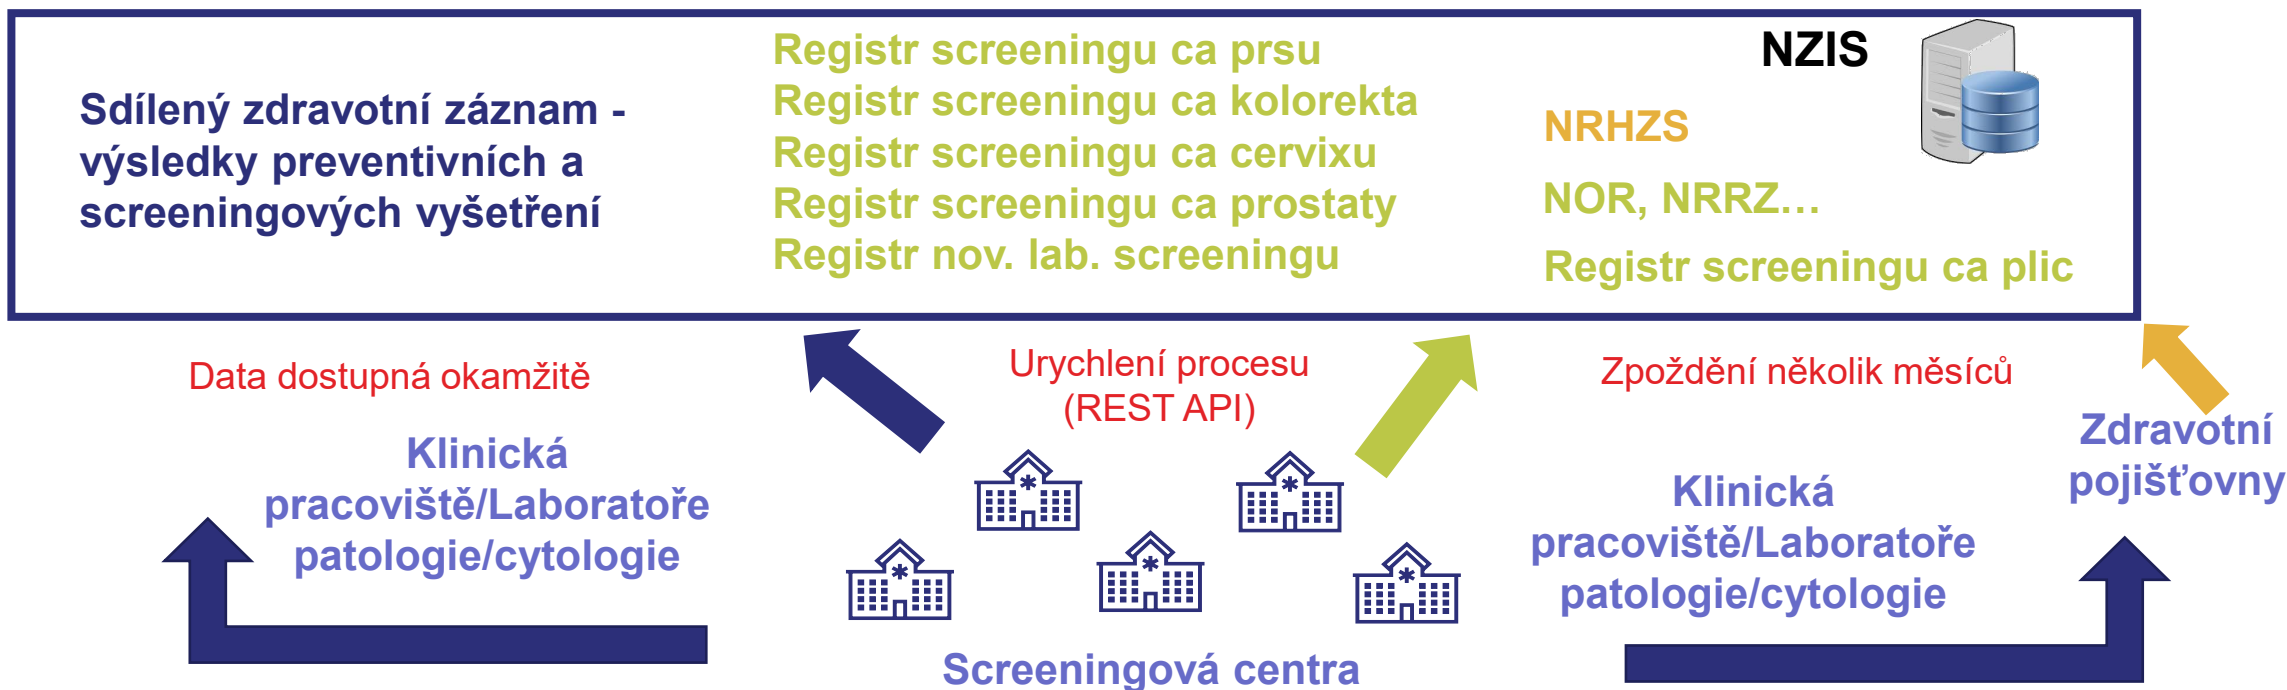 Sdílený zdravotní záznam -
výsledky preventivních a
screeningových vyšetření
Registr screeningu ca prsu
Registr screeningu ca kolorekta
Registr screeningu ca cervixu
Registr screeningu ca prostaty
Registr nov. lab. screeningu
NZIS
NRHZS
NOR, NRRZ…
Registr screeningu ca plic
Data dostupná okamžitě
Urychlení procesu
(REST API)
Zpoždění několik měsíců
Klinická
pracoviště/Laboratoře
patologie/cytologie
Screeningová centra
Klinická
pracoviště/Laboratoře
patologie/cytologie
Zdravotní
pojišťovny